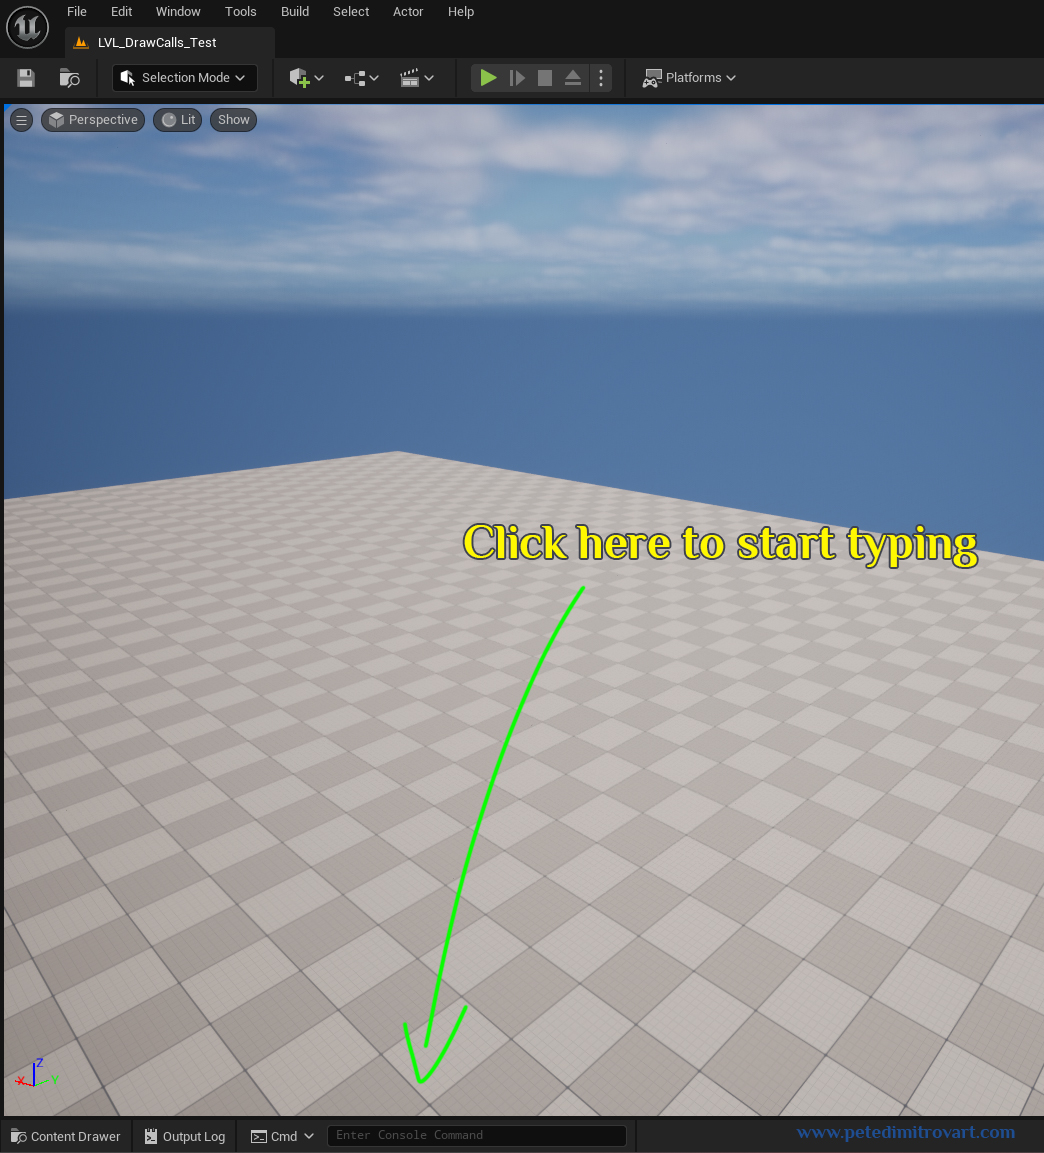 File Edit Window Tools Build Select Actor Help
LVL_DrawCalls_Test
Selection Mode Platforms
Perspective Lit Show
Click here to start typing
Z
X Y
Content Drawer Output Log Cmd Enter Console Command www.petedimitrovart.com